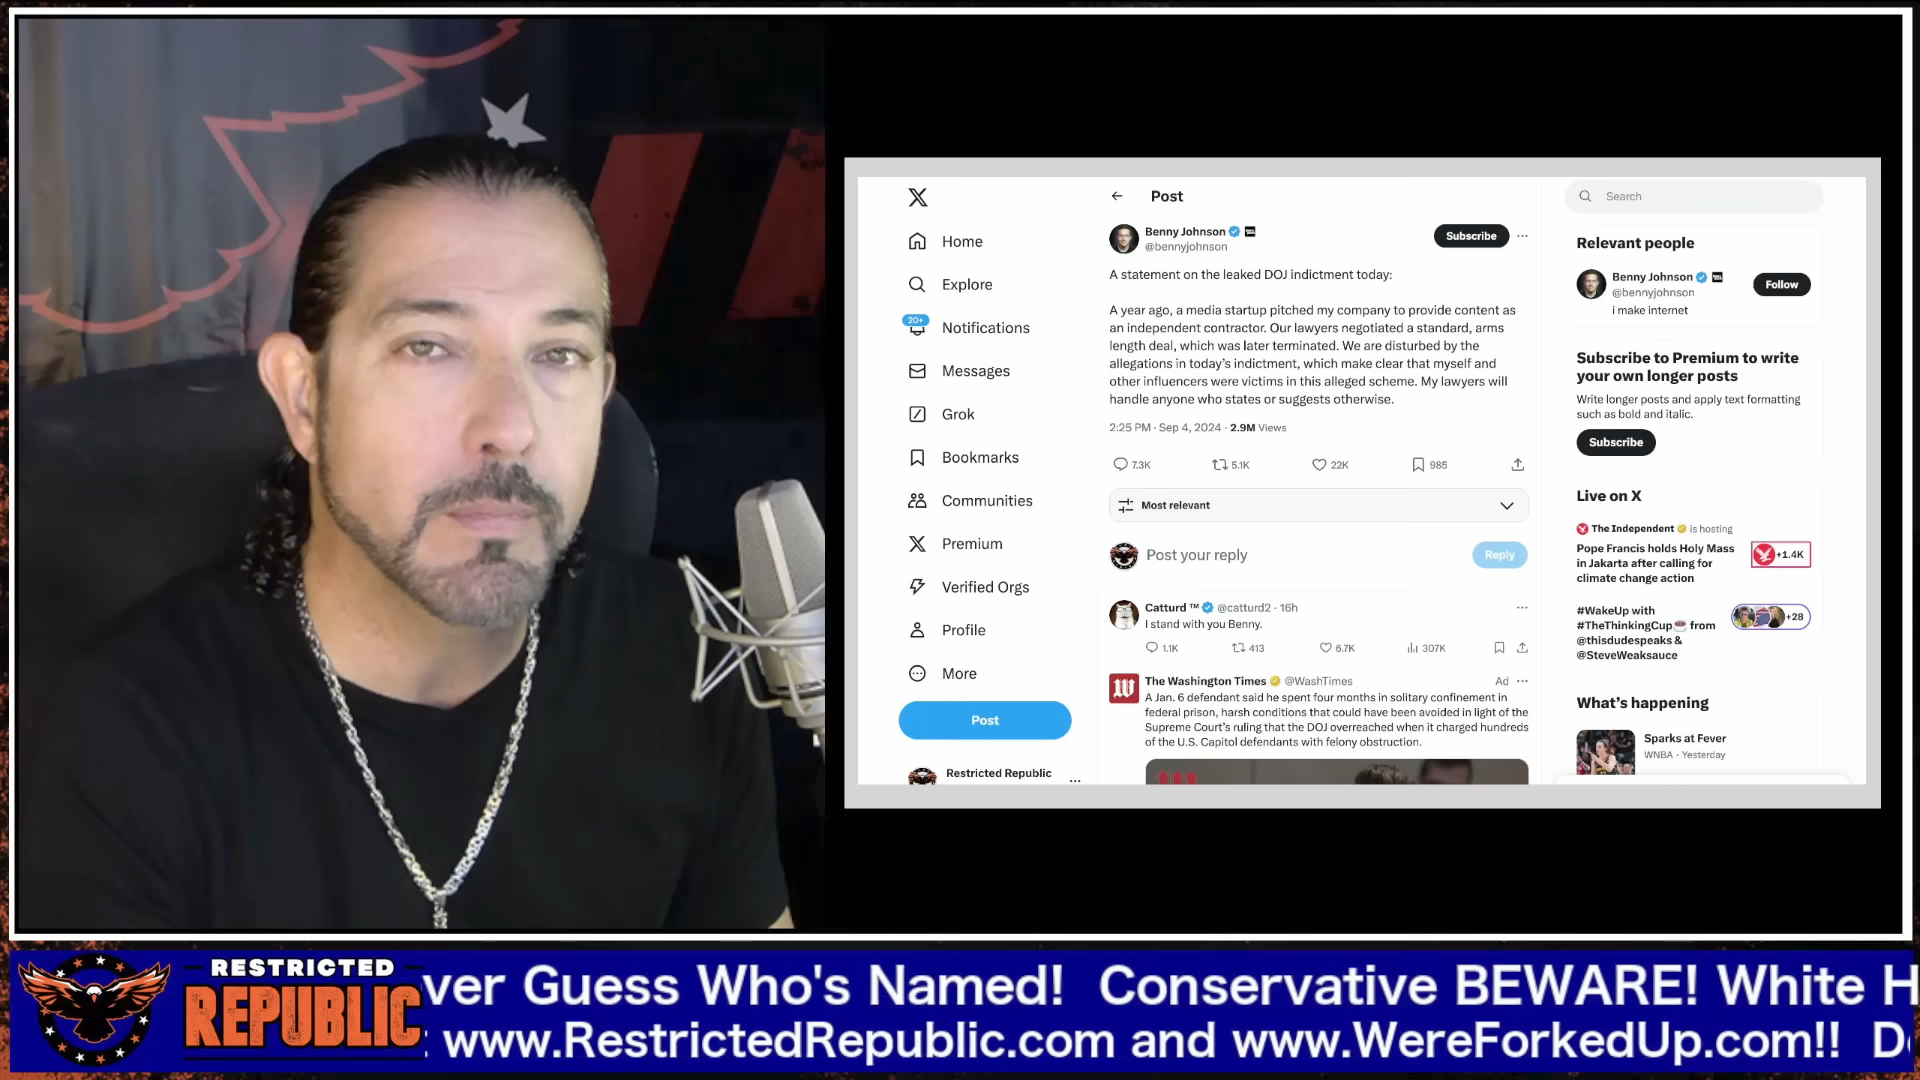 Home
Explore
20+
Notifications
Messages
Grok
Bookmarks
Communities
Premium
Verified Orgs
Profile
More
Post
Restricted Republic
...
← Post
Benny Johnson
@bennyjohnson
Subscribe
A statement on the leaked DOJ indictment today:
A year ago, a media startup pitched my company to provide content as
an independent contractor. Our lawyers negotiated a standard, arms
length deal, which was later terminated. We are disturbed by the
allegations in today’s indictment, which make clear that myself and
other influencers were victims in this alleged scheme. My lawyers will
handle anyone who states or suggests otherwise.
2:25 PM · Sep 4, 2024 · 2.9M Views
7.3K 5.1K 22K 985
Most relevant
Post your reply
Reply
Catturd ™ @catturd2 · 16h
I stand with you Benny.
1.1K 413 6.7K 307K
The Washington Times @WashTimes Ad
A Jan. 6 defendant said he spent four months in solitary confinement in
federal prison, harsh conditions that could have been avoided in light of the
Supreme Court’s ruling that the DOJ overreached when it charged hundreds
of the U.S. Capitol defendants with felony obstruction.
Search
Relevant people
Benny Johnson
@bennyjohnson
Follow
i make internet
Subscribe to Premium to write
your own longer posts
Write longer posts and apply text formatting
such as bold and italic.
Subscribe
Live on X
The Independent is hosting
Pope Francis holds Holy Mass
in Jakarta after calling for
climate change action
+1.4K
#WakeUp with
#TheThinkingCup☕ from
@thisdudespeaks &
@SteveWeaksauce
+28
What’s happening
Sparks at Fever
WNBA · Yesterday
RESTRICTED
REPUBLIC
ver Guess Who's Named! Conservative BEWARE! White H
: www.RestrictedRepublic.com and www.WereForkedUp.com!! D